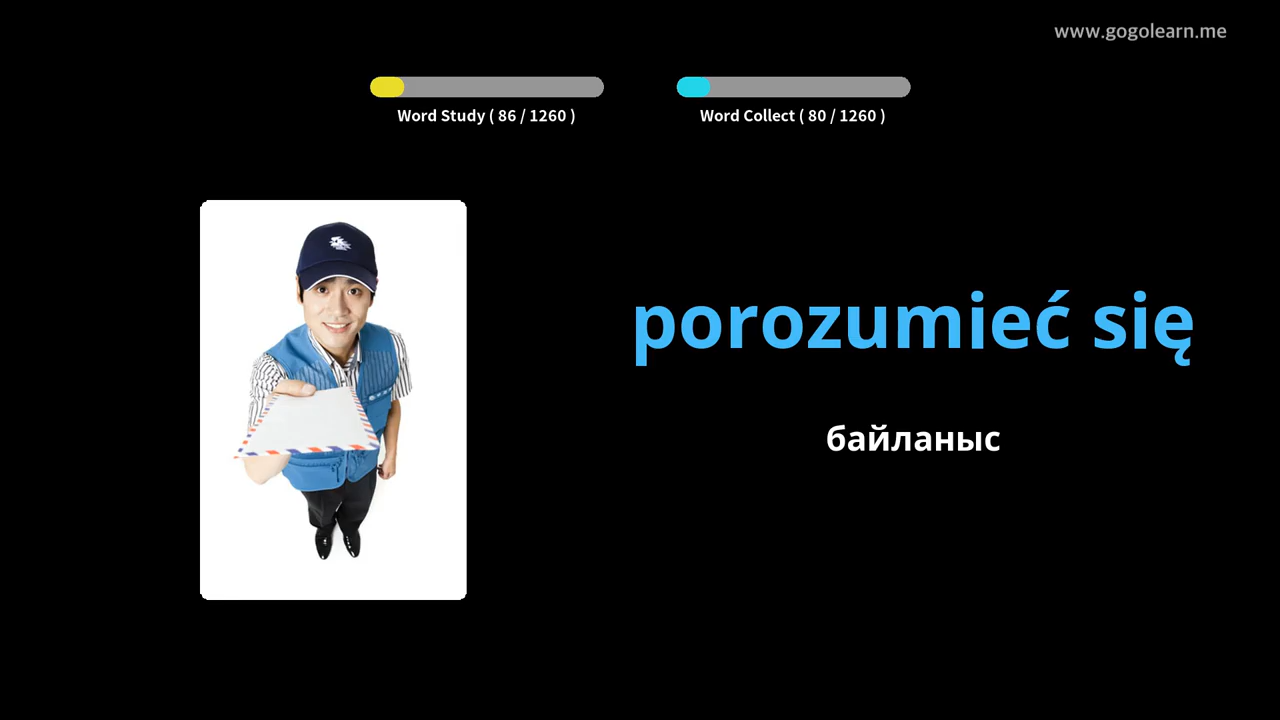 www.gogolearn.me
Word Study ( 86 / 1260 )
Word Collect ( 80 / 1260 )
porozumieć się
байланыс